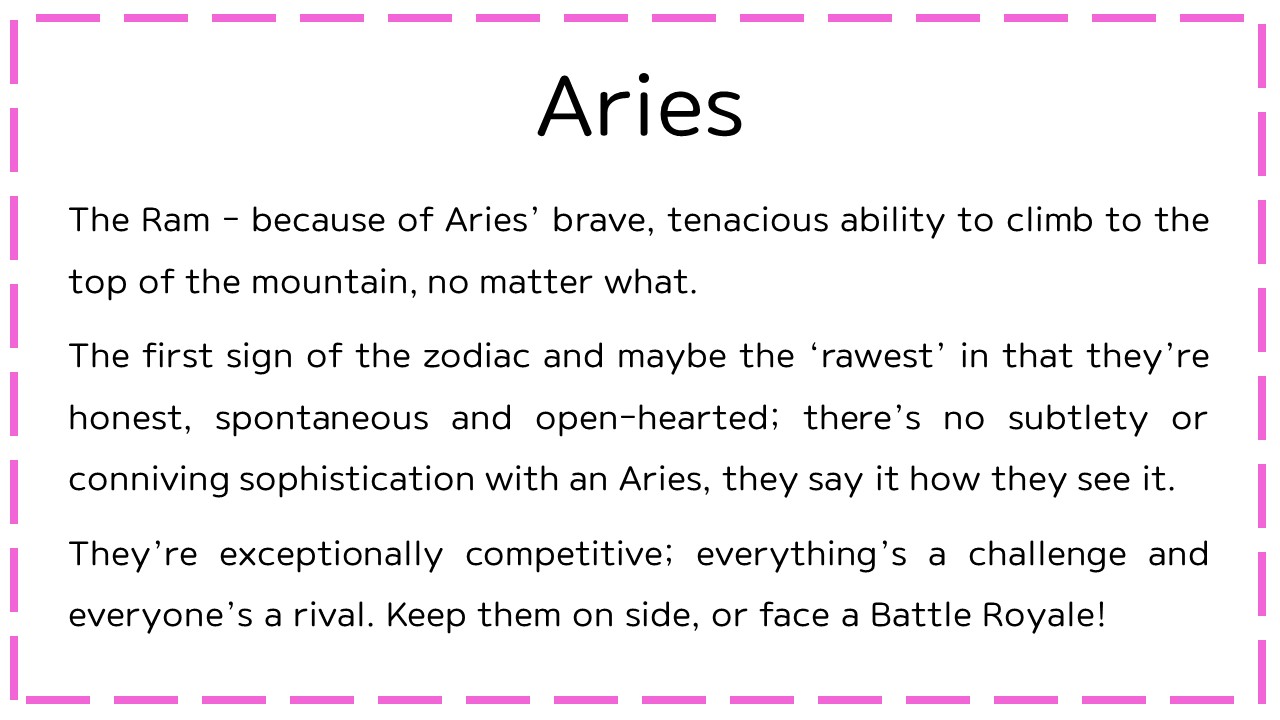 Aries
The Ram – because of Aries’ brave, tenacious ability to climb to the
top of the mountain, no matter what.
The first sign of the zodiac and maybe the ‘rawest’ in that they’re
honest, spontaneous and open-hearted; there’s no subtlety or
conniving sophistication with an Aries, they say it how they see it.
They’re exceptionally competitive; everything’s a challenge and
everyone’s a rival. Keep them on side, or face a Battle Royale!